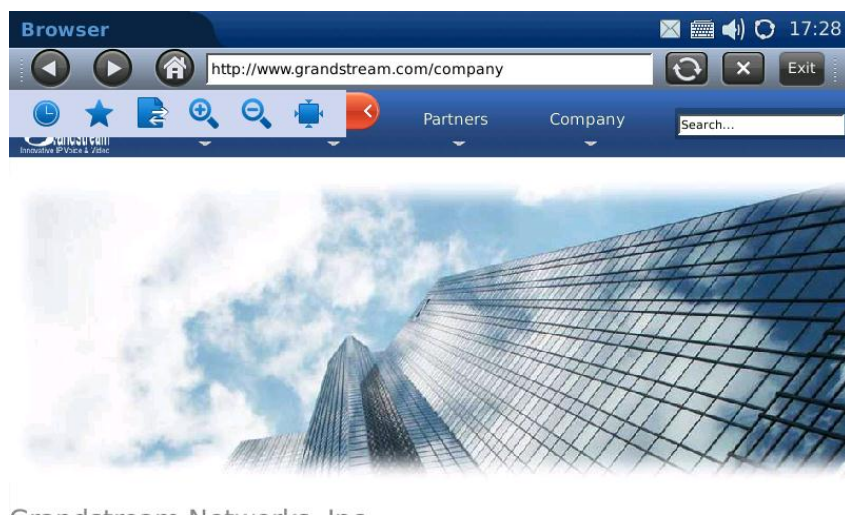 Browser
17:28
http://www.grandstream.com/company
Exit
Partners
Company
Search...
Grandstream
Innovative IP Voice & Video
Grandstream Networks, Inc.